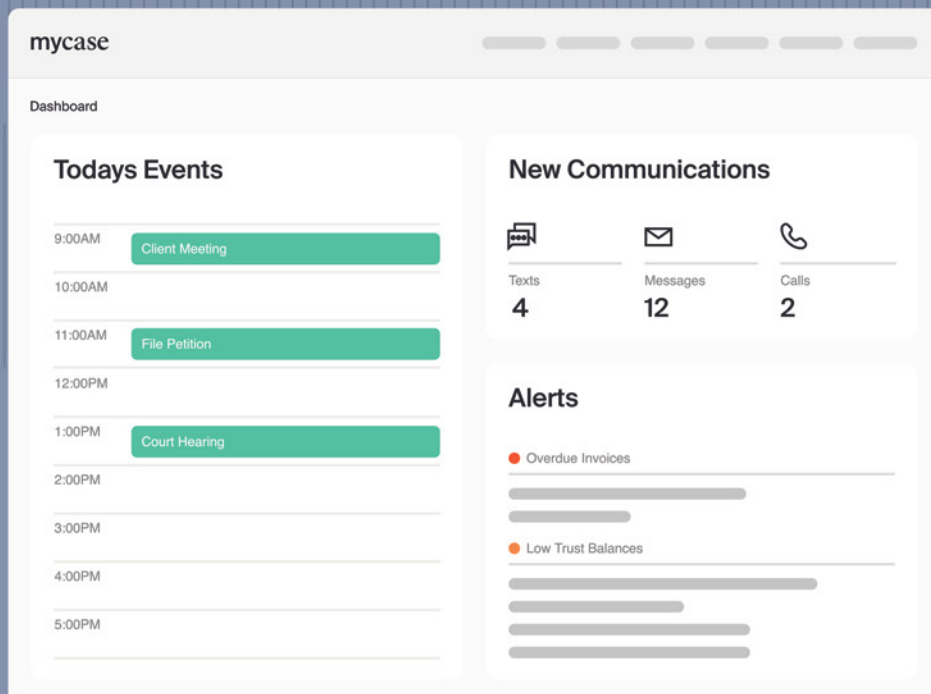 mycase
Dashboard
Todays Events
9:00AM
Client Meeting
10:00AM
11:00AM
File Petition
12:00PM
1:00PM
Court Hearing
2:00PM
3:00PM
4:00PM
5:00PM
New Communications
Texts
4
Messages
12
Calls
2
Alerts
Overdue Invoices
Low Trust Balances